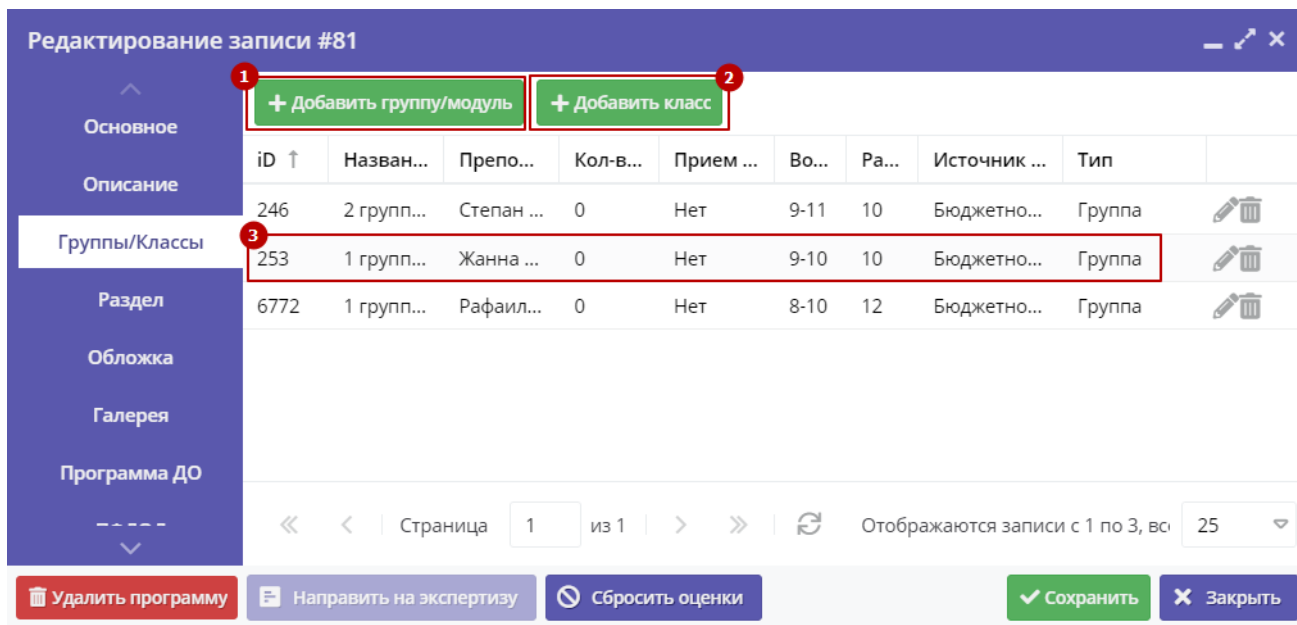 Редактирование записи #81
1
2
Добавить группу/модуль
Добавить класс
Основное
Описание
Группы/Классы
Раздел
Обложка
Галерея
Программа ДО
iD Назван... Препо... Кол-в... Прием ... Во... Ра... Источник ... Тип
246 2 групп... Степан ... 0 Нет 9-11 10 Бюджетно... Группа
3
253 1 групп... Жанна ... 0 Нет 9-10 10 Бюджетно... Группа
6772 1 групп... Рафаил... 0 Нет 8-10 12 Бюджетно... Группа
Страница 1 из 1 Отображаются записи с 1 по 3, 25
Удалить программу Направить на экспертизу Сбросить оценки Сохранить Закрыть